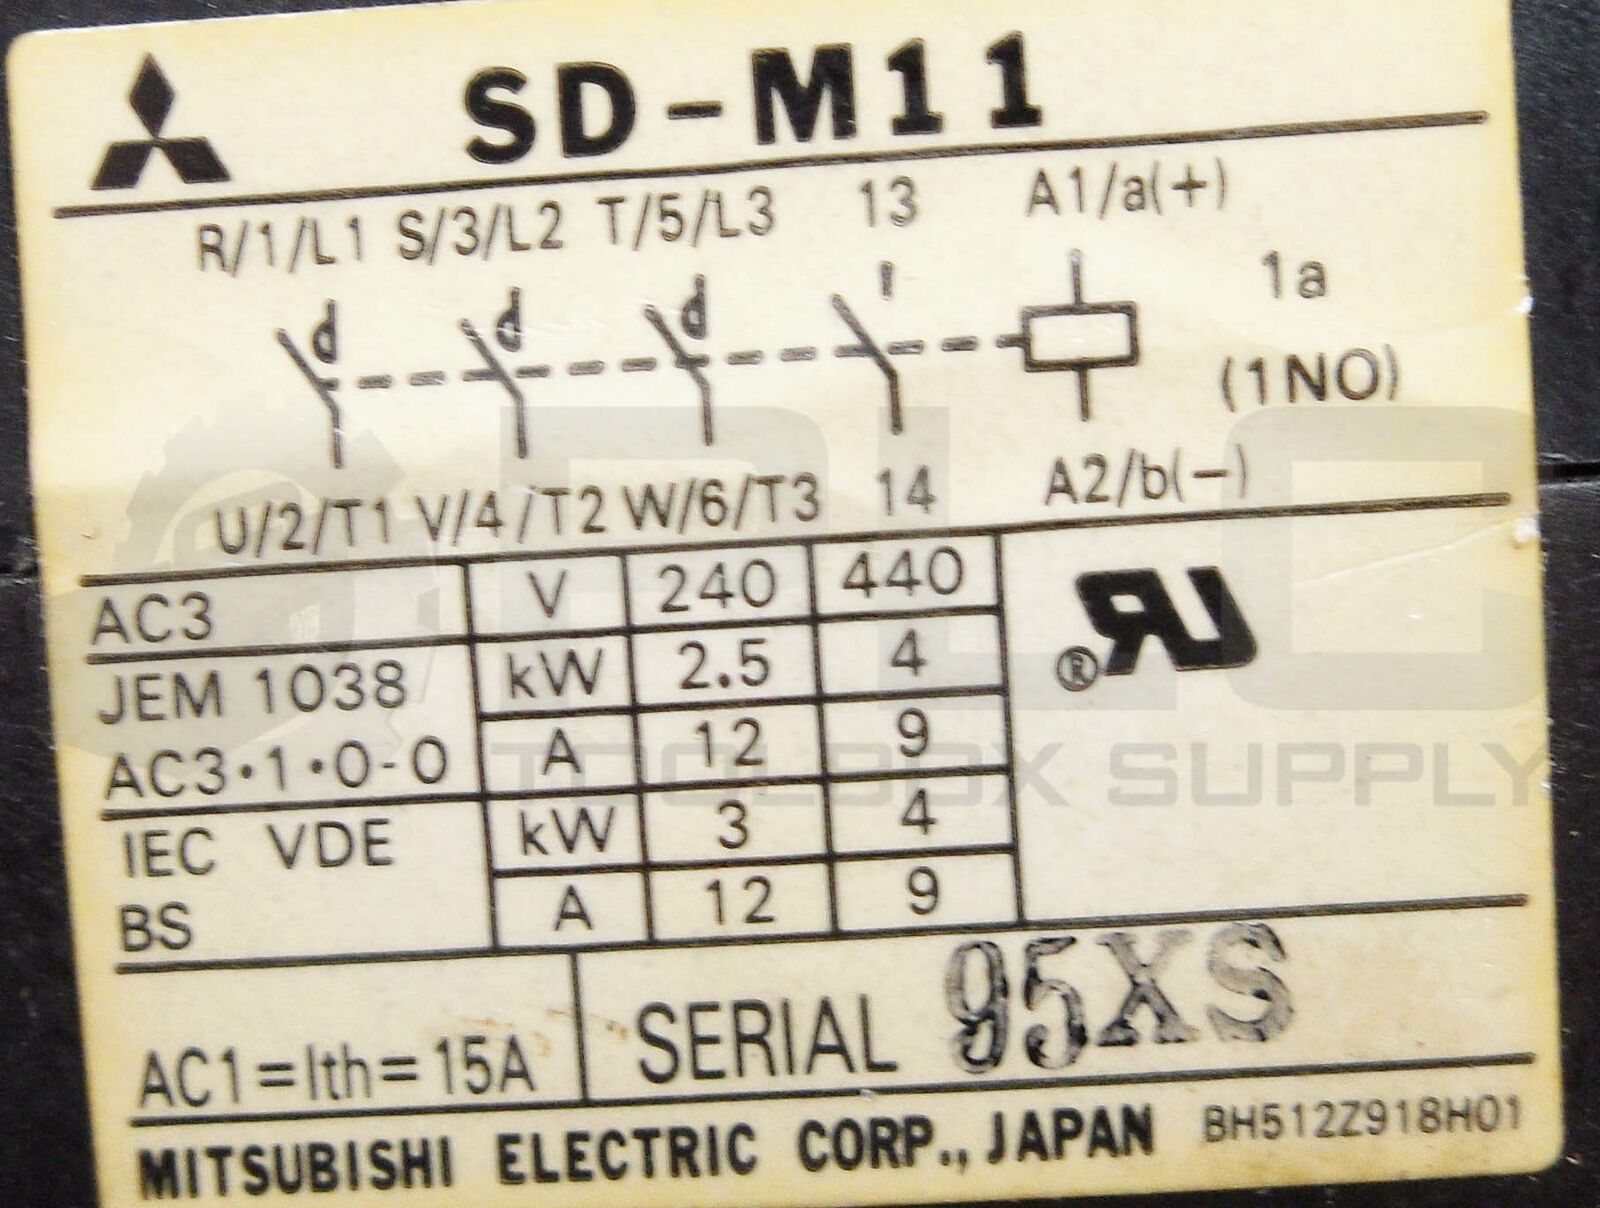 SD-M11
R/1/L1 S/3/L2 T/5/L3 13 A1/a(+)
1a
(1NO)
U/2/T1 V/4/T2 W/6/T3 14 A2/b(-)
AC3 V 240 440
JEM 1038 kW 2.5 4
AC3·1·0-0 A 12 9
IEC VDE kW 3 4
BS A 12 9
RU®
AC1=Ith=15A SERIAL 95XS
MITSUBISHI ELECTRIC CORP., JAPAN BH512Z918H01
PLC
TOOLBOX SUPPLY